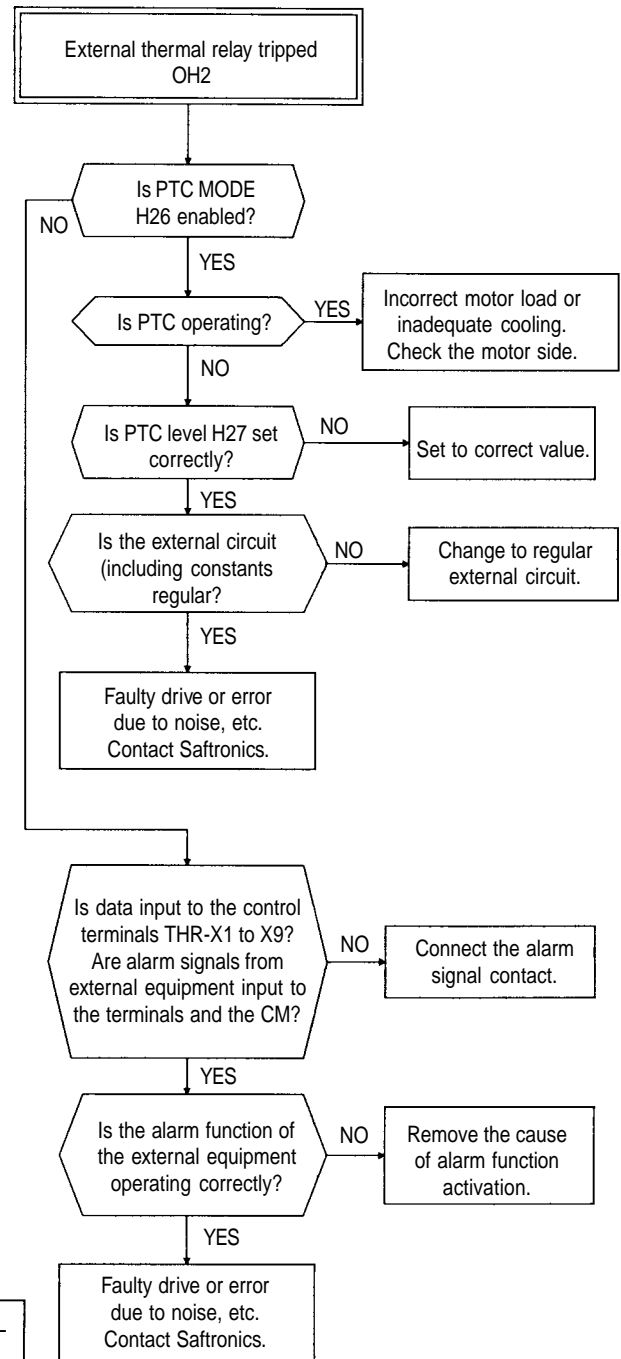 External thermal relay tripped
OH2
Is PTC MODE
H26 enabled?
NO
YES
Is PTC operating?
YES
Incorrect motor load or
inadequate cooling.
Check the motor side.
NO
Is PTC level H27 set
correctly?
NO
Set to correct value.
YES
Is the external circuit
(including constants
regular?
NO
Change to regular
external circuit.
YES
Faulty drive or error
due to noise, etc.
Contact Saftronics.
Is data input to the control
terminals THR-X1 to X9?
Are alarm signals from
external equipment input to
the terminals and the CM?
NO
Connect the alarm
signal contact.
YES
Is the alarm function of
the external equipment
operating correctly?
NO
Remove the cause
of alarm function
activation.
YES
Faulty drive or error
due to noise, etc.
Contact Saftronics.